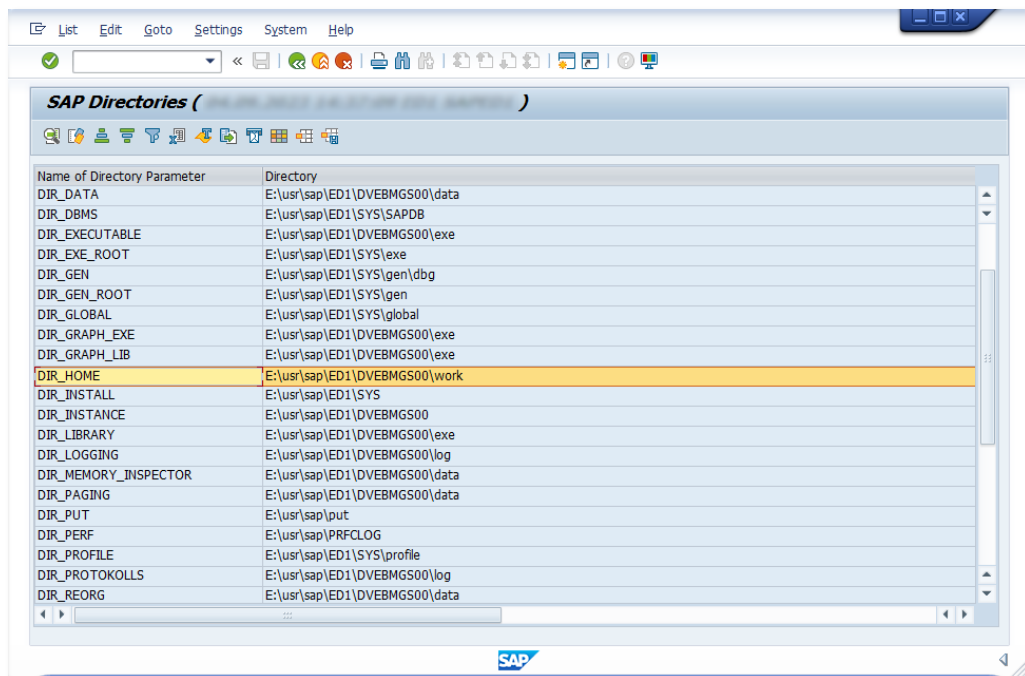 List Edit Goto Settings System Help
SAP Directories ( )
Name of Directory Parameter Directory
DIR_DATA E:\usr\sap\ED1\DVEBMGS00\data
DIR_DBMS E:\usr\sap\ED1\SYS\SAPDB
DIR_EXECUTABLE E:\usr\sap\ED1\DVEBMGS00\exe
DIR_EXE_ROOT E:\usr\sap\ED1\SYS\exe
DIR_GEN E:\usr\sap\ED1\SYS\gen\dbg
DIR_GEN_ROOT E:\usr\sap\ED1\SYS\gen
DIR_GLOBAL E:\usr\sap\ED1\SYS\global
DIR_GRAPH_EXE E:\usr\sap\ED1\DVEBMGS00\exe
DIR_GRAPH_LIB E:\usr\sap\ED1\DVEBMGS00\exe
DIR_HOME E:\usr\sap\ED1\DVEBMGS00\work
DIR_INSTALL E:\usr\sap\ED1\SYS
DIR_INSTANCE E:\usr\sap\ED1\DVEBMGS00
DIR_LIBRARY E:\usr\sap\ED1\DVEBMGS00\exe
DIR_LOGGING E:\usr\sap\ED1\DVEBMGS00\log
DIR_MEMORY_INSPECTOR E:\usr\sap\ED1\DVEBMGS00\data
DIR_PAGING E:\usr\sap\ED1\DVEBMGS00\data
DIR_PUT E:\usr\sap\put
DIR_PERF E:\usr\sap\PRFCLOG
DIR_PROFILE E:\usr\sap\ED1\SYS\profile
DIR_PROTOKOLLS E:\usr\sap\ED1\DVEBMGS00\log
DIR_REORG E:\usr\sap\ED1\DVEBMGS00\data
SAP